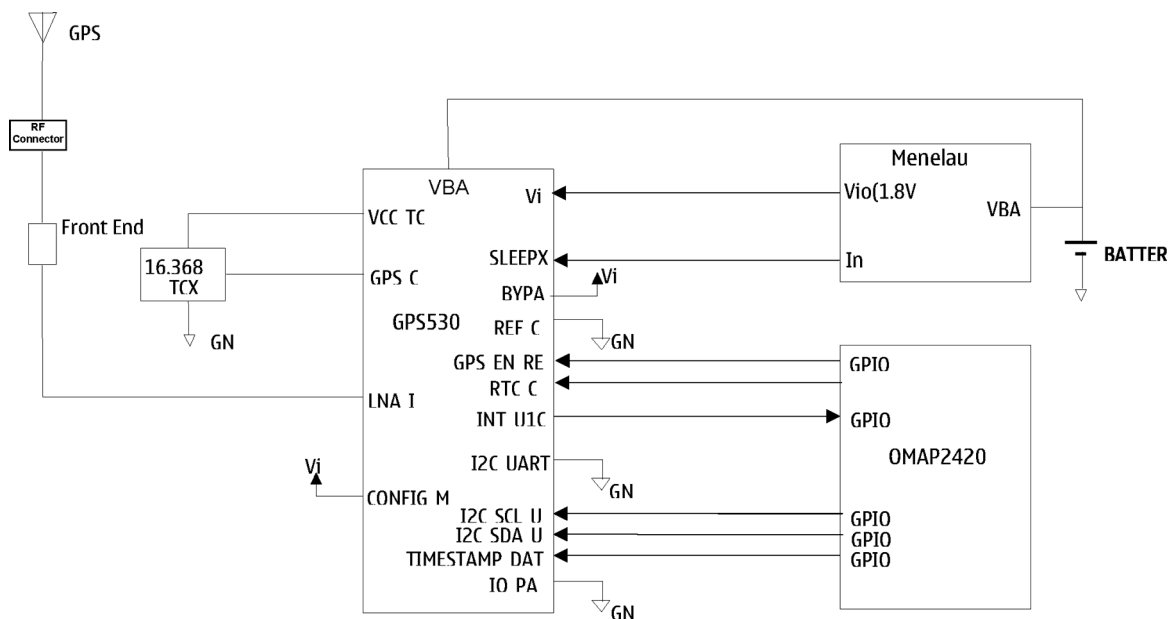 GPS
RF
Connector
Front End
16.368
TCX
GN
VBA
VCC TC
GPS C
GPS530
LNA I
Vi
CONFIG M
Vi
SLEEPX
BYPA
Vi
REF C
GN
GPS EN RE
RTC C
INT U1C
I2C UART
GN
I2C SCL U
I2C SDA U
TIMESTAMP DAT
IO PA
GN
Menelau
Vio(1.8V
VBA
In
BATTER
GPIO
GPIO
OMAP2420
GPIO
GPIO
GPIO